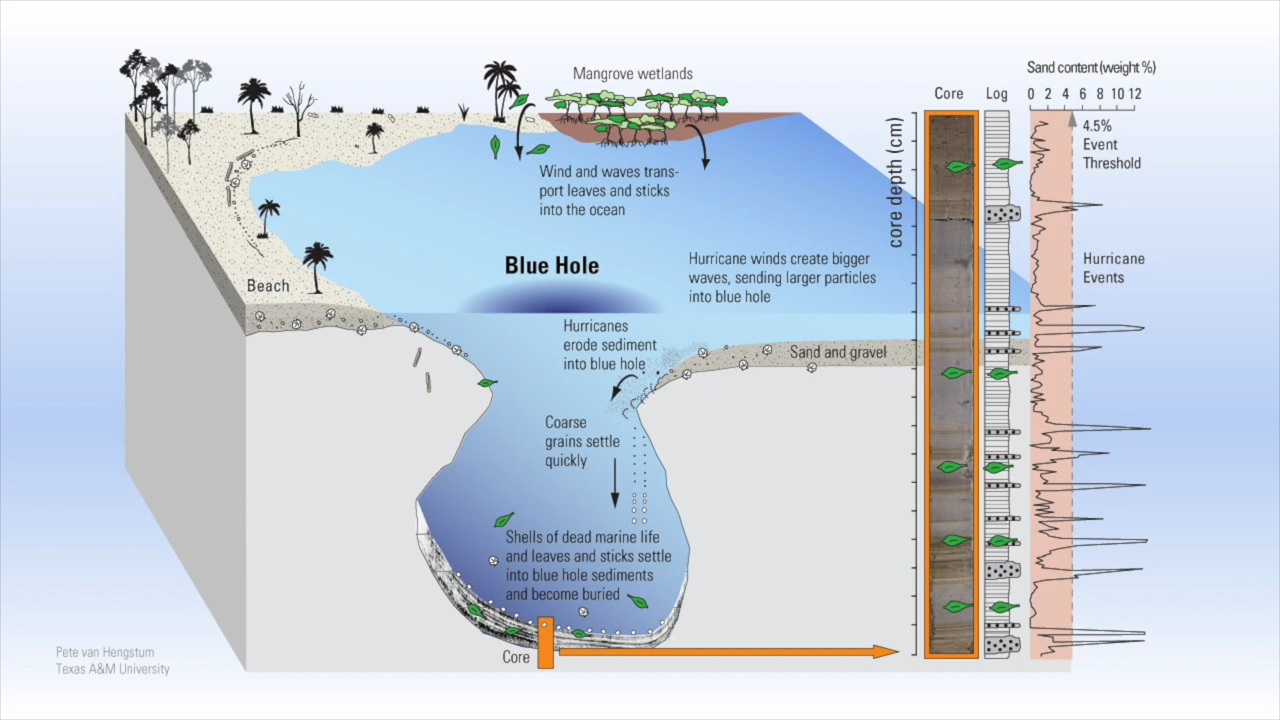 Mangrove wetlands
Wind and waves trans-
port leaves and sticks
into the ocean
Blue Hole
Hurricane winds create bigger
waves, sending larger particles
into blue hole
Beach
Hurricanes
erode sediment
into blue hole
Sand and gravel
Coarse
grains settle
quickly
Shells of dead marine life
and leaves and sticks settle
into blue hole sediments
and become buried
Core
Pete van Hengstum
Texas A&M University
core depth (cm)
Core
Log
Sand content (weight %)
0 2 4 6 8 10 12
4.5%
Event
Threshold
Hurricane
Events